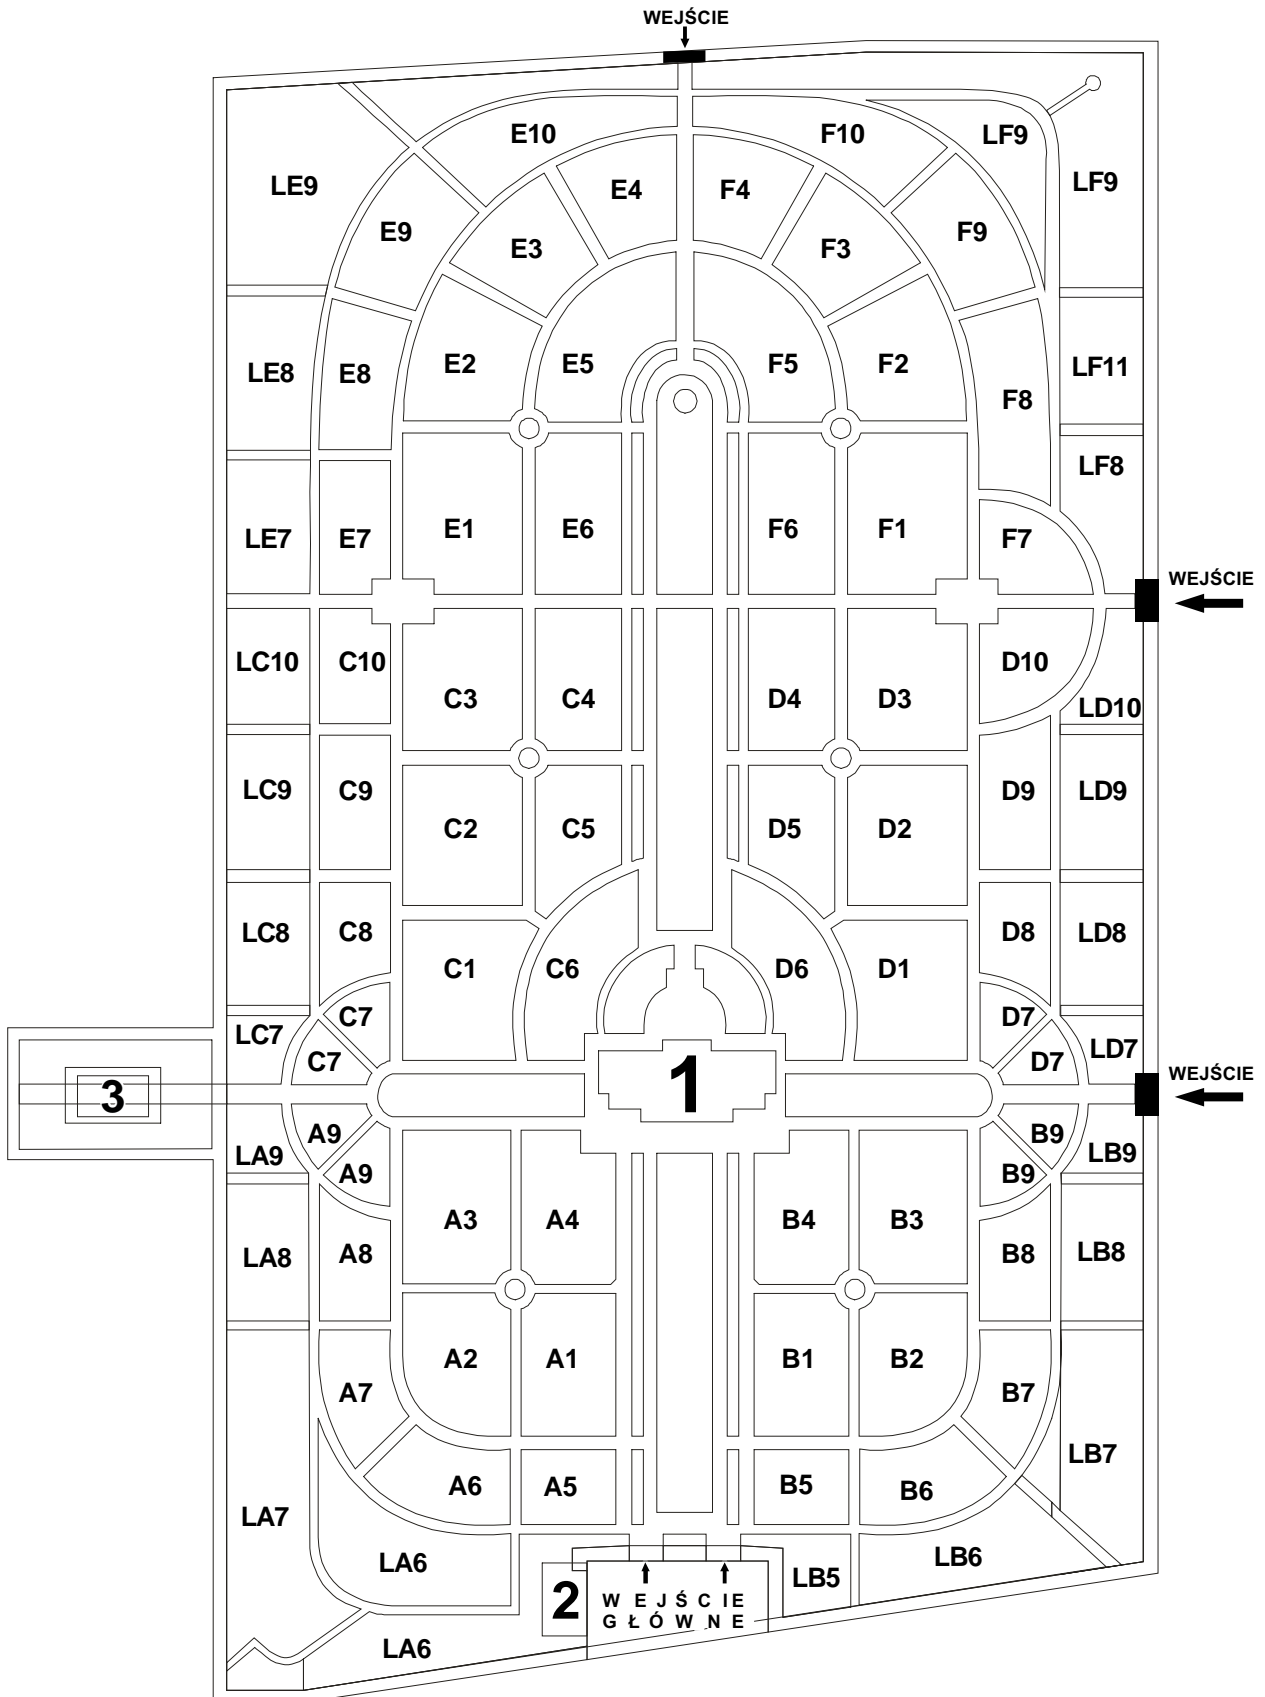 WEJŚCIE
E10
F10
LF9
LE9
E4
F4
LF9
E9
E3
F3
F9
LE8
E8
E2
E5
F5
F2
F8
LF11
LF8
LE7
E7
E1
E6
F6
F1
F7
WEJŚCIE
LC10
C10
C3
C4
D4
D3
D10
LD10
LC9
C9
C2
C5
D5
D2
D9
LD9
LC8
C8
C1
C6
D6
D1
D8
LD8
LC7
C7
C7
D7
D7
LD7
WEJŚCIE
3
1
A9
LA9
A9
B9
B9
LB9
LA8
A8
A3
A4
B4
B3
B8
LB8
A7
A2
A1
B1
B2
B7
LB7
LA7
A6
A5
B5
B6
LA6
LB5
LB6
2
W E J Ś C I E
G Ł Ó W N E
LA6